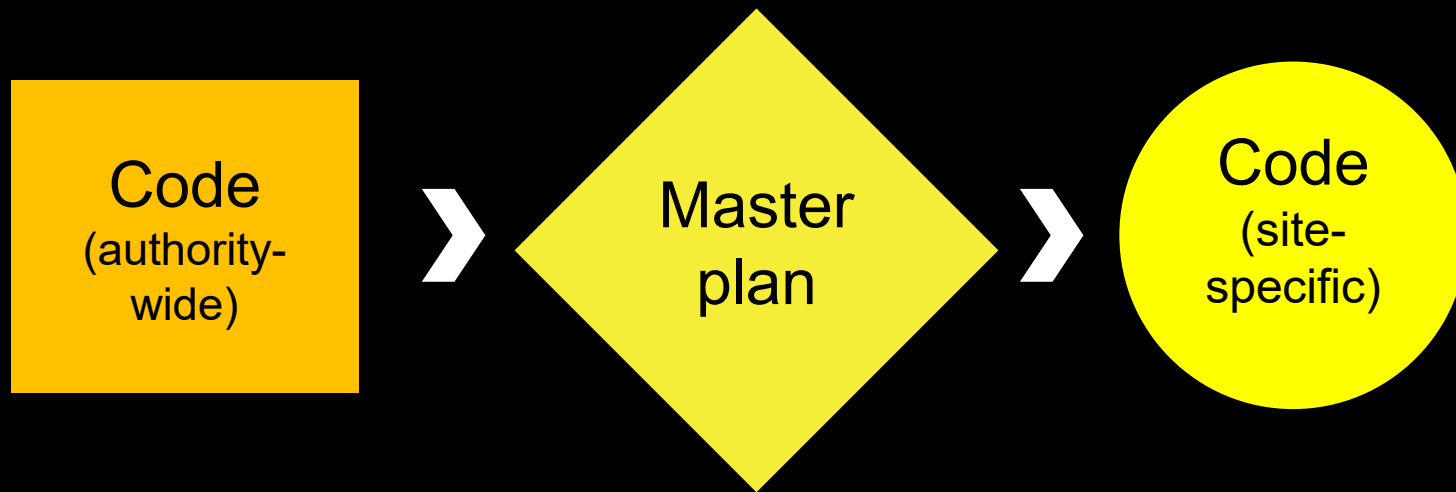 Code
(authority-
wide)
Master
plan
Code
(site-
specific)